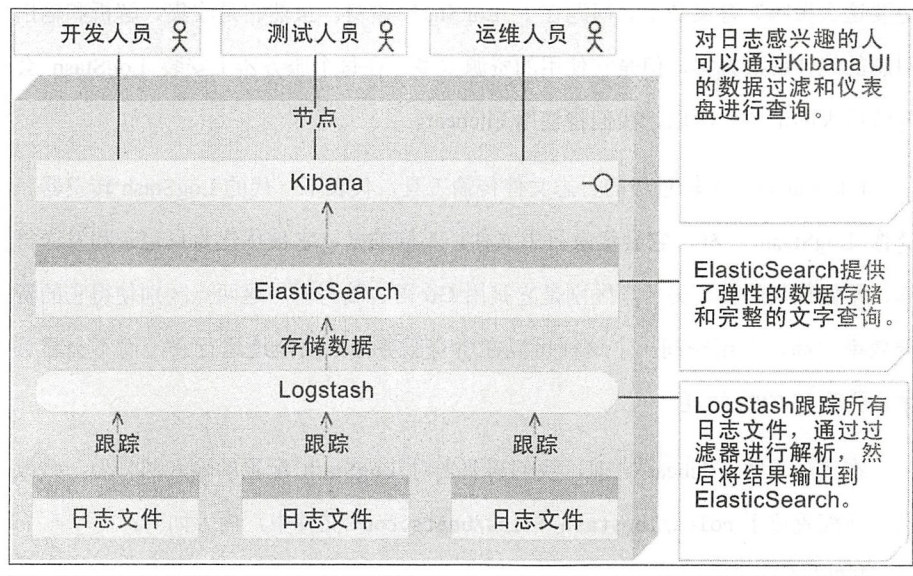 开发人员
测试人员
运维人员
对日志感兴趣的人
可以通过Kibana UI
的数据过滤和仪表
盘进行查询。
节点
Kibana
ElasticSearch
ElasticSearch提供
了弹性的数据存储
和完整的文字查询。
存储数据
Logstash
LogStash跟踪所有
日志文件，通过过
滤器进行解析，然
后将结果输出到
ElasticSearch。
跟踪
跟踪
跟踪
日志文件
日志文件
日志文件